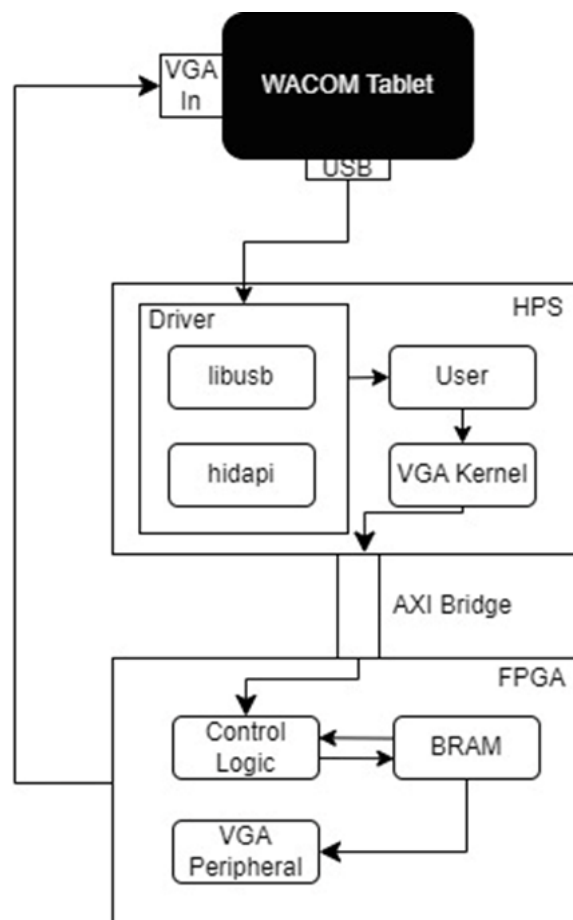 VGA
In
WACOM Tablet
USB
HPS
Driver
libusb
User
hidapi
VGA Kernel
AXI Bridge
FPGA
Control
Logic
BRAM
VGA
Peripheral